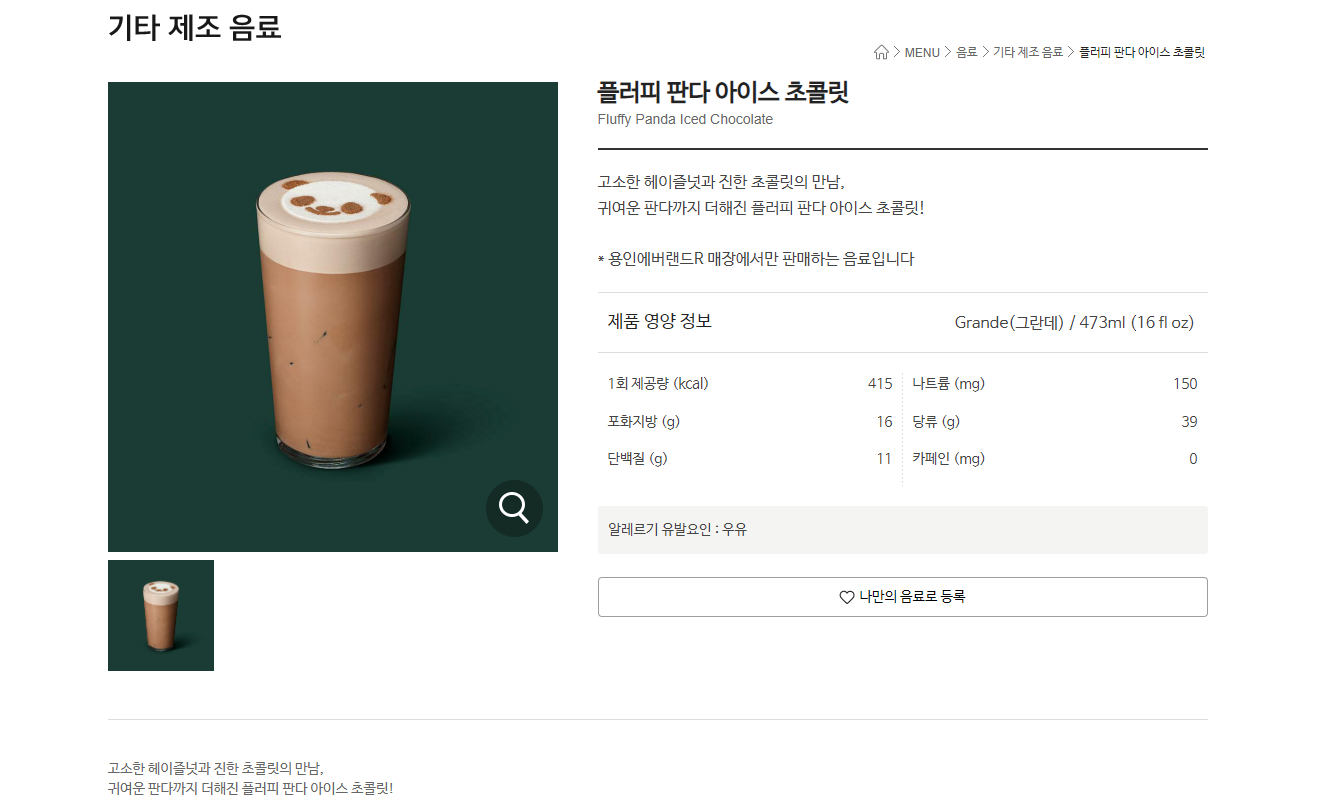 기타 제조 음료
MENU 음료 기타 제조 음료 플러피 판다 아이스 초콜릿
플러피 판다 아이스 초콜릿
Fluffy Panda Iced Chocolate
고소한 헤이즐넛과 진한 초콜릿의 만남,
귀여운 판다까지 더해진 플러피 판다 아이스 초콜릿!
* 용인에버랜드R 매장에서만 판매하는 음료입니다
제품 영양 정보 Grande(그란데) / 473ml (16 fl oz)
1회 제공량 (kcal) 415 나트륨 (mg) 150
포화지방 (g) 16 당류 (g) 39
단백질 (g) 11 카페인 (mg) 0
알레르기 유발요인 : 우유
나만의 음료로 등록
고소한 헤이즐넛과 진한 초콜릿의 만남,
귀여운 판다까지 더해진 플러피 판다 아이스 초콜릿!